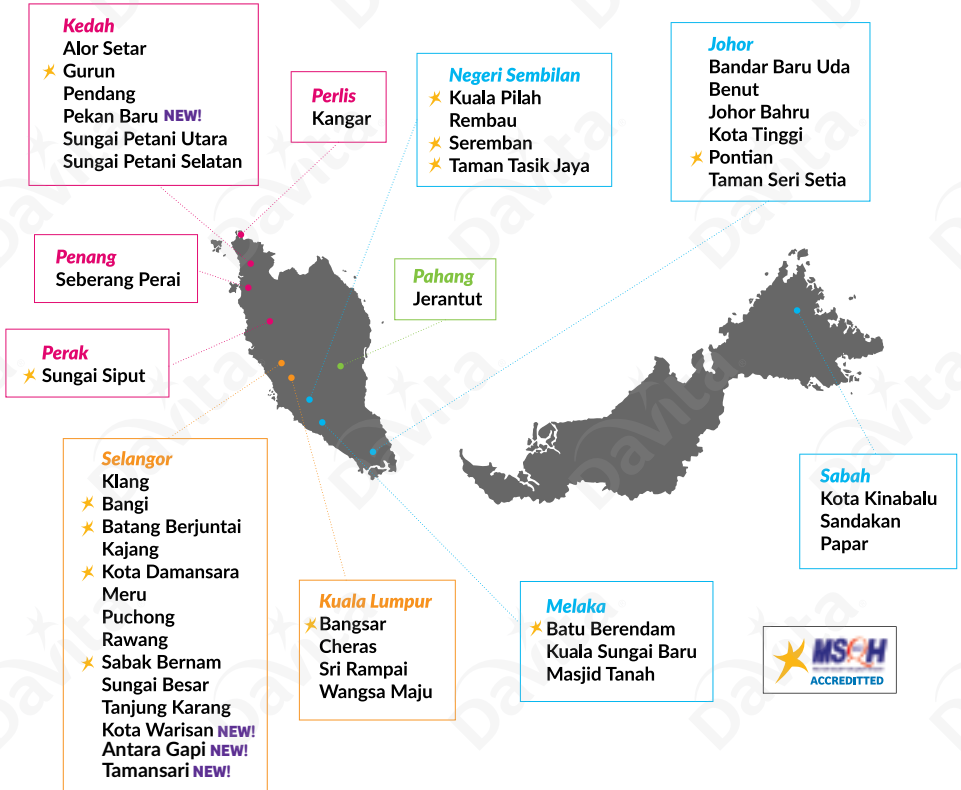 Kedah
Alor Setar
Gurun
Pendang
Pekan Baru NEW!
Sungai Petani Utara
Sungai Petani Selatan
Perlis
Kangar
Negeri Sembilan
Kuala Pilah
Rembau
Seremban
Taman Tasik Jaya
Johor
Bandar Baru Uda
Benut
Johor Bahru
Kota Tinggi
Pontian
Taman Seri Setia
Penang
Seberang Perai
Pahang
Jerantut
Perak
Sungai Siput
Selangor
Klang
Bangi
Batang Berjuntai
Kajang
Kota Damansara
Meru
Puchong
Rawang
Sabak Bernam
Sungai Besar
Tanjung Karang
Kota Warisan NEW!
Antara Gapi NEW!
Tamansari NEW!
Kuala Lumpur
Bangsar
Cheras
Sri Rampai
Wangsa Maju
Melaka
Batu Berendam
Kuala Sungai Baru
Masjid Tanah
Sabah
Kota Kinabalu
Sandakan
Papar
MSQH
ACCREDITTED
DaVita